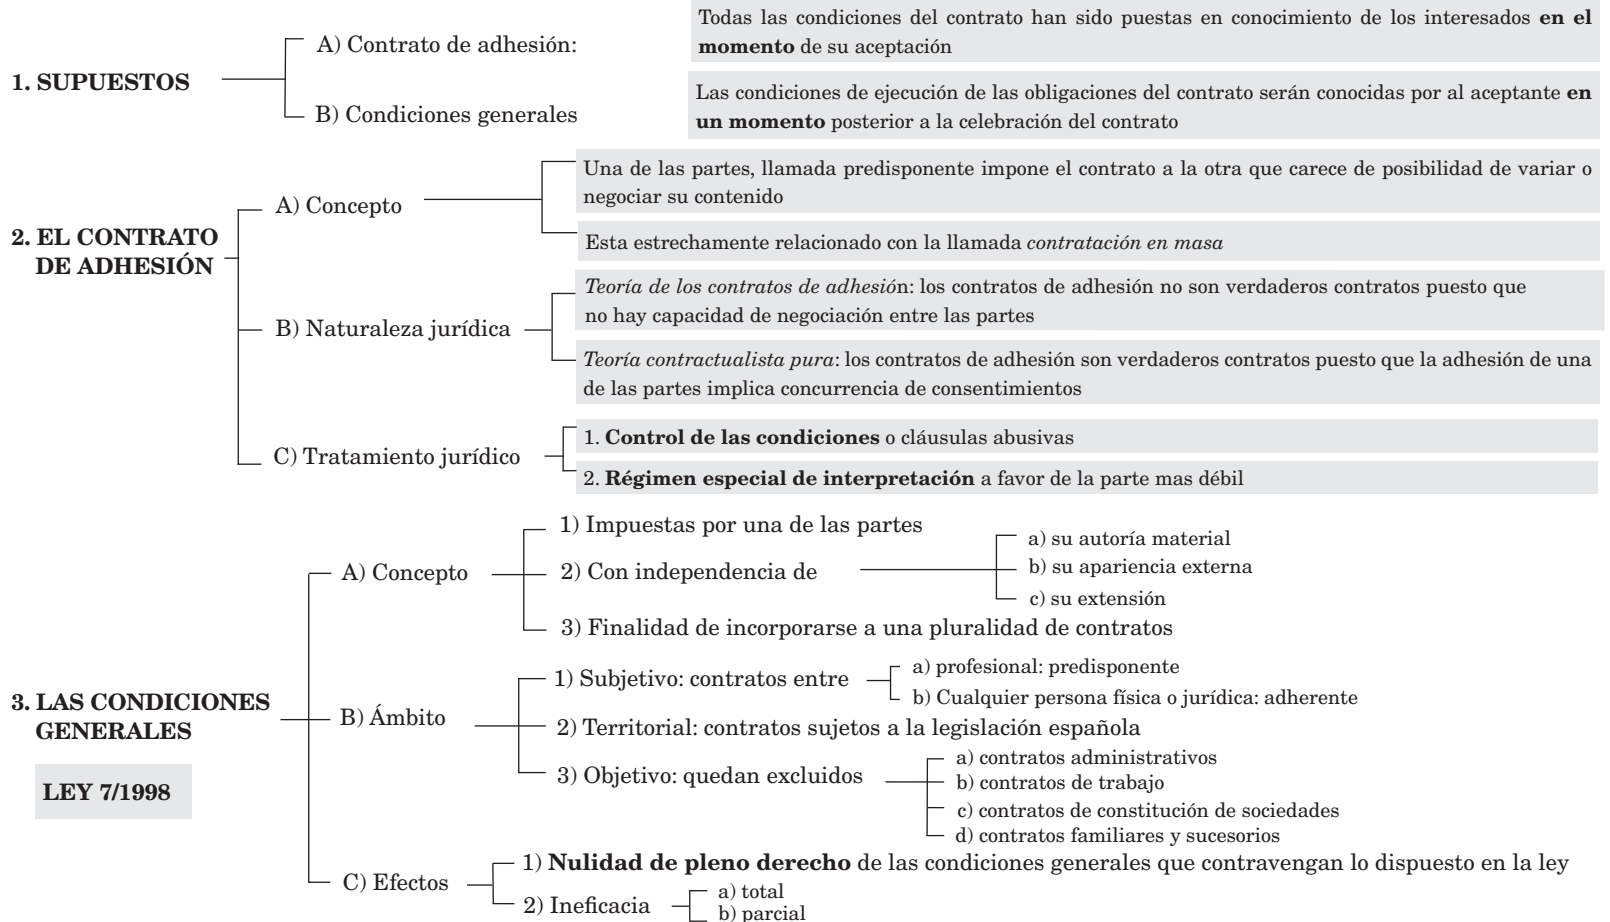 1. SUPUESTOS
A) Contrato de adhesión:
Todas las condiciones del contrato han sido puestas en conocimiento de los interesados en el
momento de su aceptación
B) Condiciones generales
Las condiciones de ejecución de las obligaciones del contrato serán conocidas por al aceptante en
un momento posterior a la celebración del contrato
2. EL CONTRATO
DE ADHESIÓN
A) Concepto
Una de las partes, llamada predisponente impone el contrato a la otra que carece de posibilidad de variar o
negociar su contenido
Esta estrechamente relacionado con la llamada contratación en masa
B) Naturaleza jurídica
Teoría de los contratos de adhesión: los contratos de adhesión no son verdaderos contratos puesto que
no hay capacidad de negociación entre las partes
Teoría contractualista pura: los contratos de adhesión son verdaderos contratos puesto que la adhesión de una
de las partes implica concurrencia de consentimientos
C) Tratamiento jurídico
1. Control de las condiciones o cláusulas abusivas
2. Régimen especial de interpretación a favor de la parte mas débil
3. LAS CONDICIONES
GENERALES
LEY 7/1998
A) Concepto
1) Impuestas por una de las partes
2) Con independencia de
a) su autoría material
b) su apariencia externa
c) su extensión
3) Finalidad de incorporarse a una pluralidad de contratos
B) Ámbito
1) Subjetivo: contratos entre
a) profesional: predisponente
b) Cualquier persona física o jurídica: adherente
2) Territorial: contratos sujetos a la legislación española
3) Objetivo: quedan excluidos
a) contratos administrativos
b) contratos de trabajo
c) contratos de constitución de sociedades
d) contratos familiares y sucesorios
C) Efectos
1) Nulidad de pleno derecho de las condiciones generales que contravengan lo dispuesto en la ley
2) Ineficacia
a) total
b) parcial